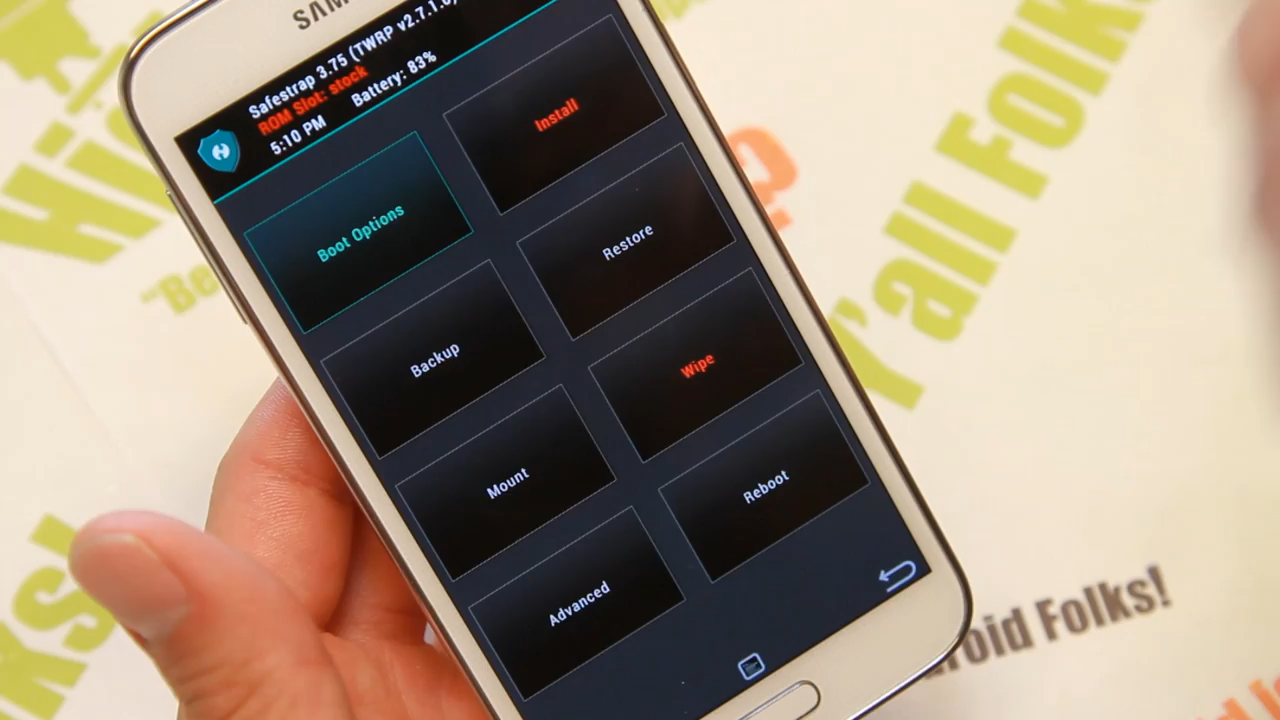 SAM
Safestrap 3.75 (TWRP v2.7.1.0)
ROM Slot: stock
Battery: 83%
5:10 PM
Boot Options
Install
Backup
Restore
Mount
Wipe
Advanced
Reboot
Y'all Folks
roid Folks!